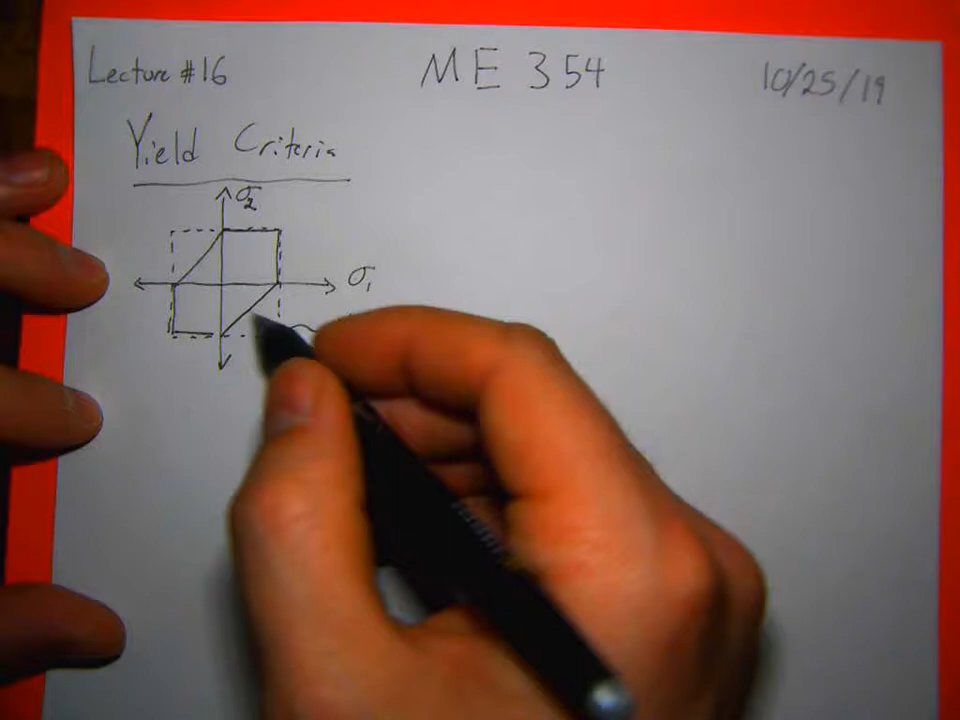 Lecture #16
ME 354
10/25/19
Yield Criteria
σ₂
σ₁